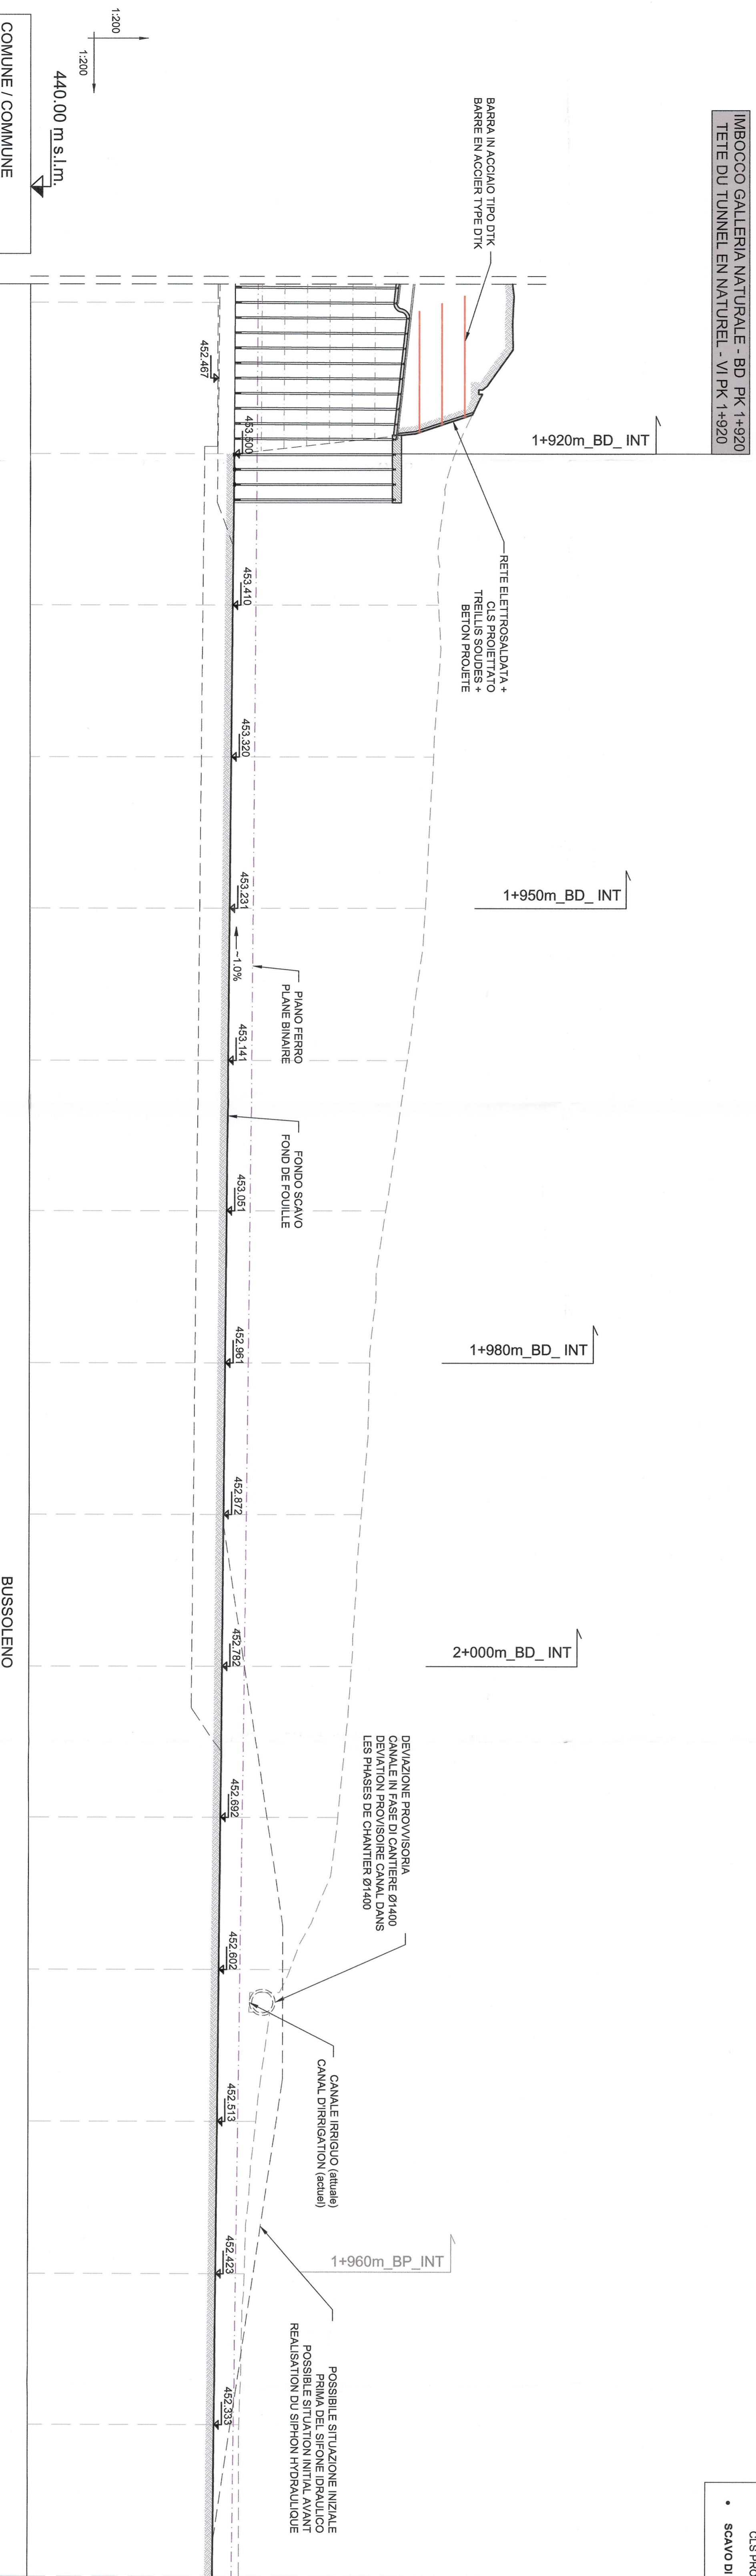 IMBOCCO GALLERIA NATURALE - BD  PK 1+920
TETE DU TUNNEL EN NATUREL - VI PK 1+920
BARRA IN ACCIAIO TIPO DTK
BARRE EN ACCIER TYPE DTK
1+920m_BD_ INT
RETE ELETTROSALDATA +
CLS PROIETTATO
TREILLIS SOUDES +
BETON PROJETE
1+950m_BD_ INT
1+980m_BD_ INT
2+000m_BD_ INT
DEVIAZIONE PROVVISORIA
CANALE IN FASE DI CANTIERE Ø1400
DEVIATION PROVISOIRE CANAL DANS
LES PHASES DE CHANTIER Ø1400
CANALE IRRIGUO (attuale)
CANAL D'IRRIGATION (actuel)
1+960m_BP_INT
POSSIBILE SITUAZIONE INIZIALE
PRIMA DEL SIFONE IDRAULICO
POSSIBLE SITUATION INITIAL AVANT
REALISATION DU SIPHON HYDRAULIQUE
PIANO FERRO
PLANE BINAIRE
FONDO SCAVO
FOND DE FOUILLE
~1.0%
452.467
453.500
453.410
453.320
453.231
453.141
453.051
452.961
452.872
452.782
452.692
452.602
452.513
452.423
452.333
1:200
1:200
440.00 m s.l.m.
COMUNE / COMMUNE
BUSSOLENO
• SCAVO DI